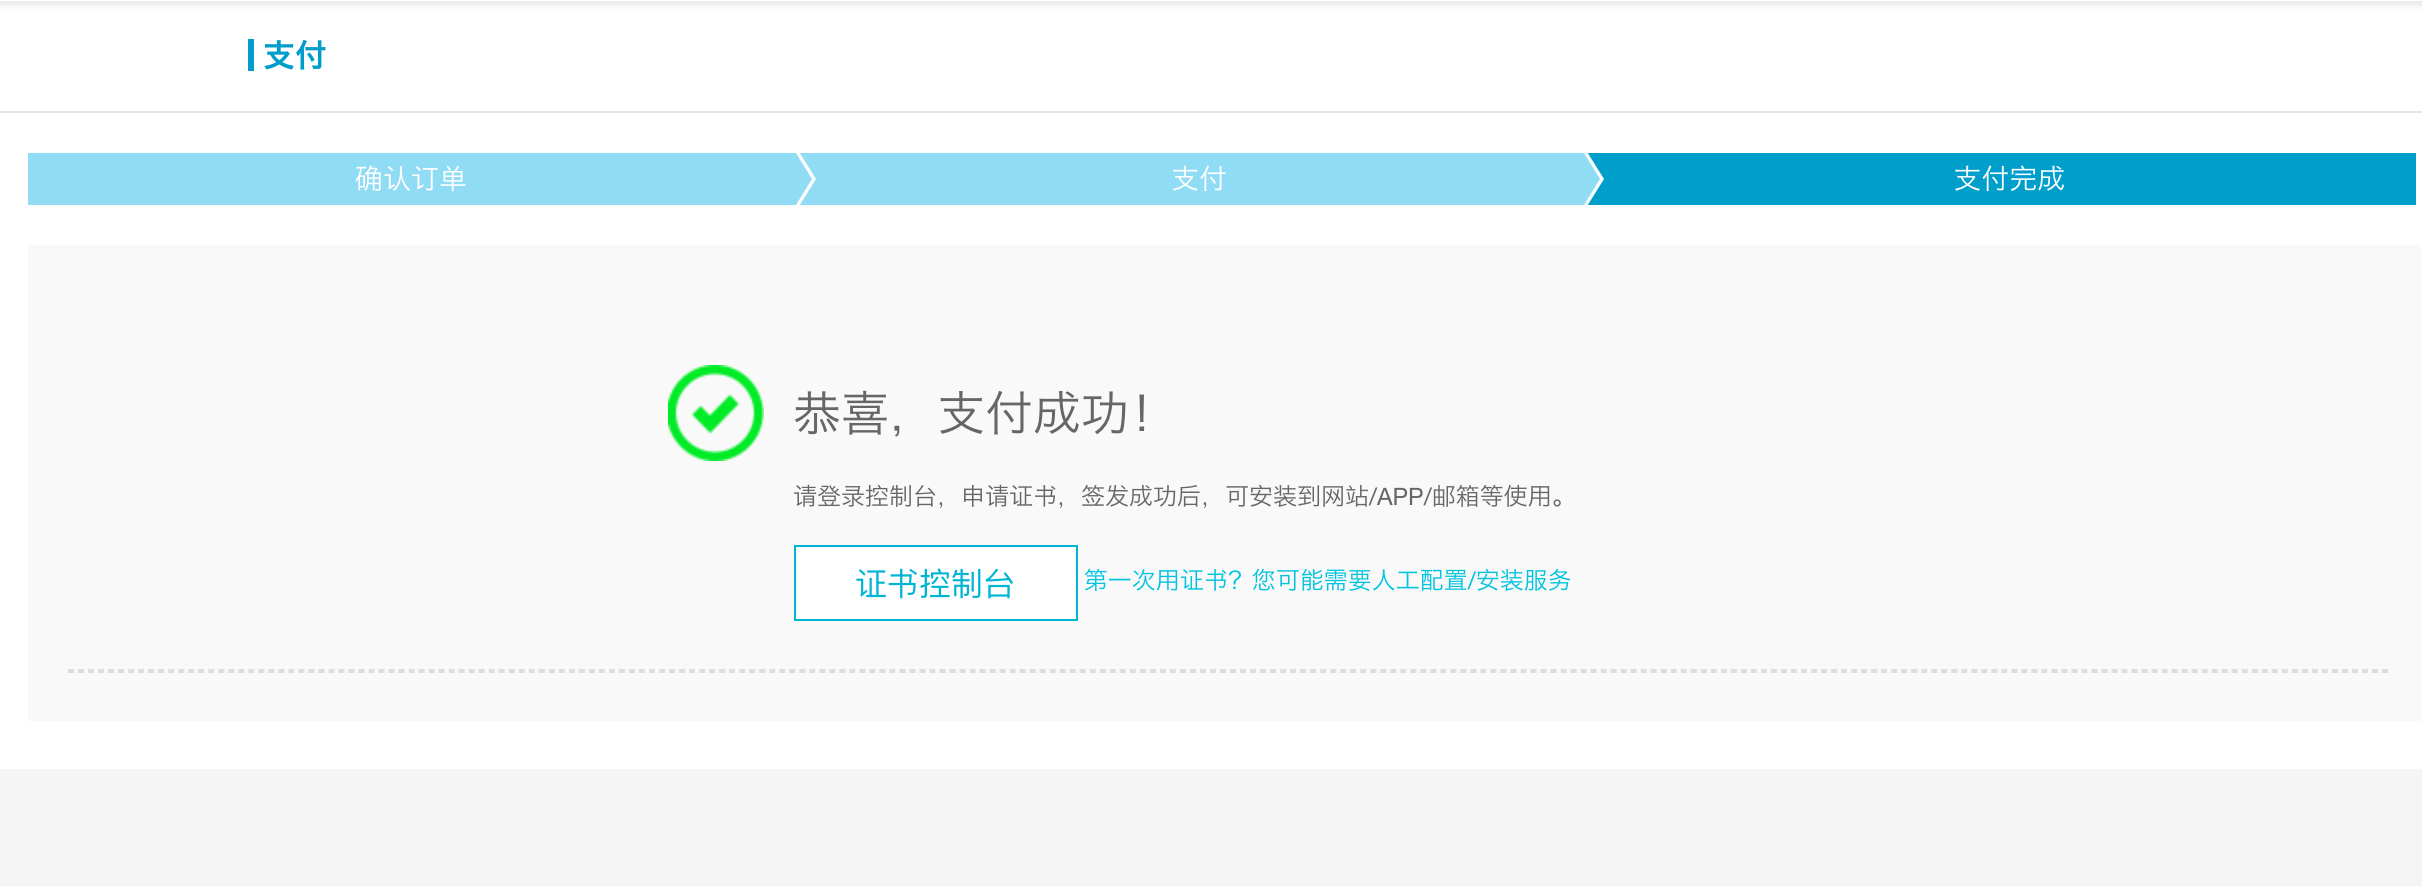 支付
确认订单
支付
支付完成
恭喜，支付成功！
请登录控制台，申请证书，签发成功后，可安装到网站/APP/邮箱等使用。
证书控制台
第一次用证书？您可能需要人工配置/安装服务